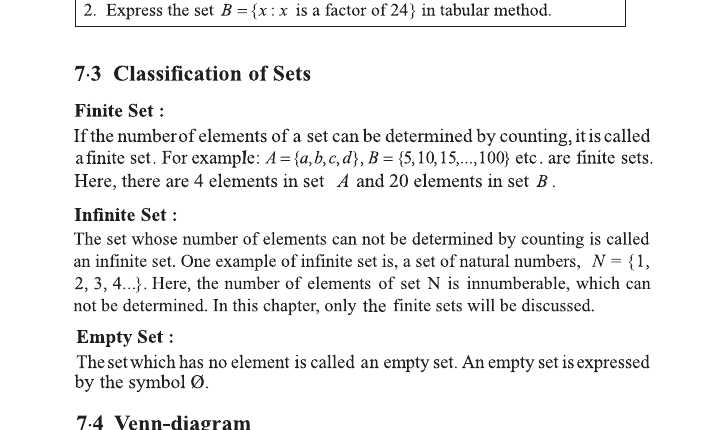 2. Express the set B = {x : x is a factor of 24} in tabular method.
7·3 Classification of Sets
Finite Set :
If the number of elements of a set can be determined by counting, it is called
a finite set. For example: A = {a, b, c, d}, B = {5, 10, 15,..., 100} etc. are finite sets.
Here, there are 4 elements in set A and 20 elements in set B .
Infinite Set :
The set whose number of elements can not be determined by counting is called
an infinite set. One example of infinite set is, a set of natural numbers, N = {1,
2, 3, 4...}. Here, the number of elements of set N is innumberable, which can
not be determined. In this chapter, only the finite sets will be discussed.
Empty Set :
The set which has no element is called an empty set. An empty set is expressed
by the symbol Ø.
7·4 Venn-diagram